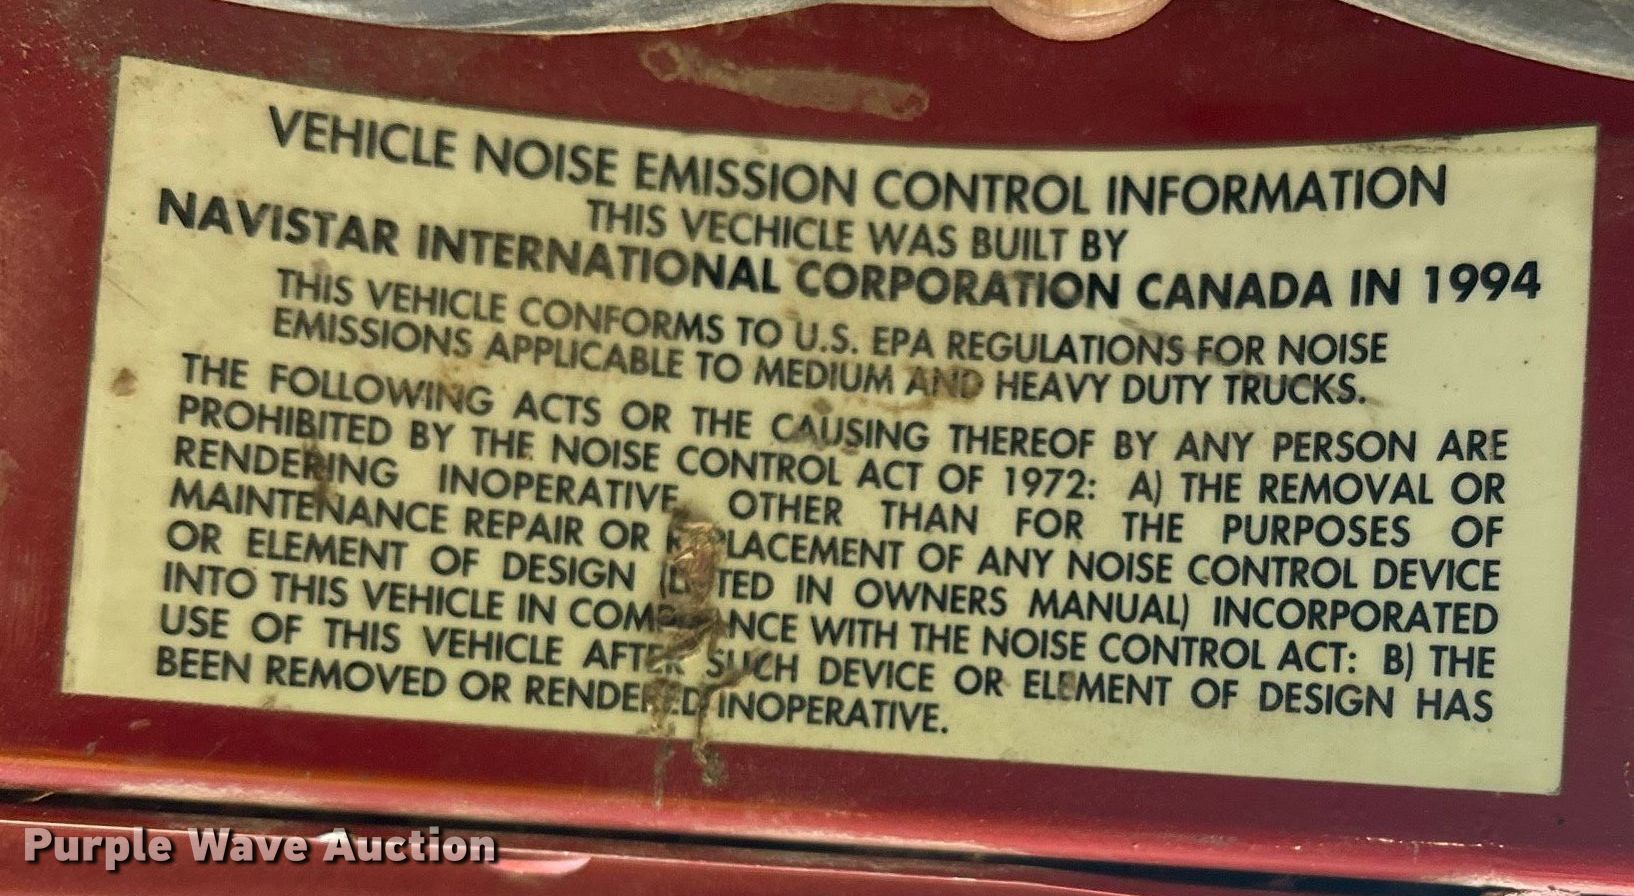 VEHICLE NOISE EMISSION CONTROL INFORMATION
THIS VECHICLE WAS BUILT BY
NAVISTAR INTERNATIONAL CORPORATION CANADA IN 1994
THIS VEHICLE CONFORMS TO U.S. EPA REGULATIONS FOR NOISE
EMISSIONS APPLICABLE TO MEDIUM AND HEAVY DUTY TRUCKS.
THE FOLLOWING ACTS OR THE CAUSING THEREOF BY ANY PERSON ARE
PROHIBITED BY THE NOISE CONTROL ACT OF 1972: A) THE REMOVAL OR
RENDERING INOPERATIVE, OTHER THAN FOR THE PURPOSES OF
MAINTENANCE REPAIR OR REPLACEMENT OF ANY NOISE CONTROL DEVICE
OR ELEMENT OF DESIGN (LISTED IN OWNERS MANUAL) INCORPORATED
INTO THIS VEHICLE IN COMPLIANCE WITH THE NOISE CONTROL ACT: B) THE
USE OF THIS VEHICLE AFTER SUCH DEVICE OR ELEMENT OF DESIGN HAS
BEEN REMOVED OR RENDERED INOPERATIVE.
Purple Wave Auction